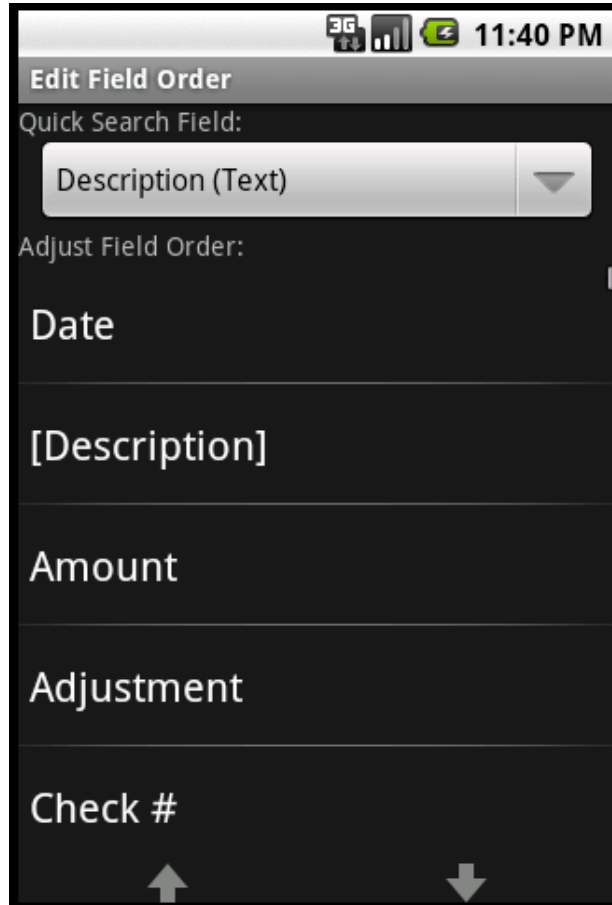 3G 11:40 PM
Edit Field Order
Quick Search Field:
Description (Text)
Adjust Field Order:
Date
[Description]
Amount
Adjustment
Check #